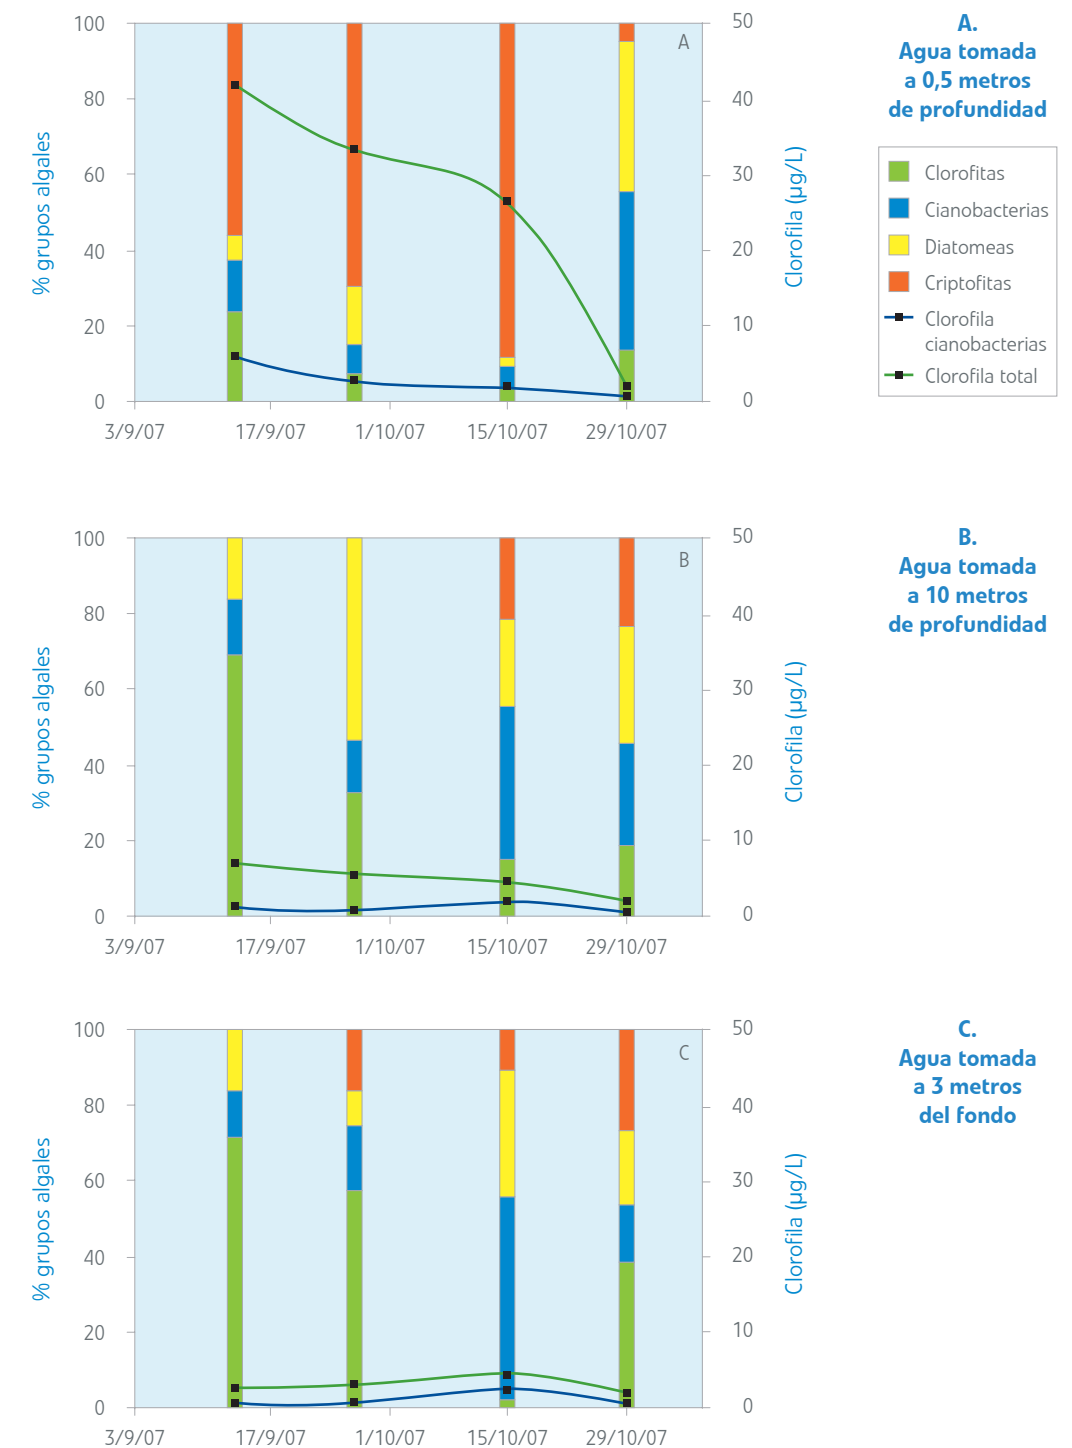 100
80
60
40
20
0
% grupos algales
A
50
40
30
20
10
0
Clorofila (µg/L)
3/9/07
17/9/07
1/10/07
15/10/07
29/10/07
A.
Agua tomada
a 0,5 metros
de profundidad
Clorofitas
Cianobacterias
Diatomeas
Criptofitas
Clorofila
cianobacterias
Clorofila total
100
80
60
40
20
0
% grupos algales
B
50
40
30
20
10
0
Clorofila (µg/L)
3/9/07
17/9/07
1/10/07
15/10/07
29/10/07
B.
Agua tomada
a 10 metros
de profundidad
100
80
60
40
20
0
% grupos algales
C
50
40
30
20
10
0
Clorofila (µg/L)
3/9/07
17/9/07
1/10/07
15/10/07
29/10/07
C.
Agua tomada
a 3 metros
del fondo